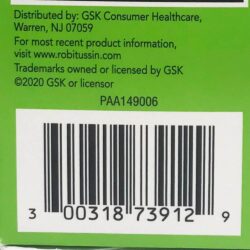 Distributed by: GSK Consumer Healthcare,
Warren, NJ 07059
For most recent product information,
visit www.robitussin.com
Trademarks owned or licensed by GSK
©2020 GSK or licensor
PAA149006
3 00318 73912 9